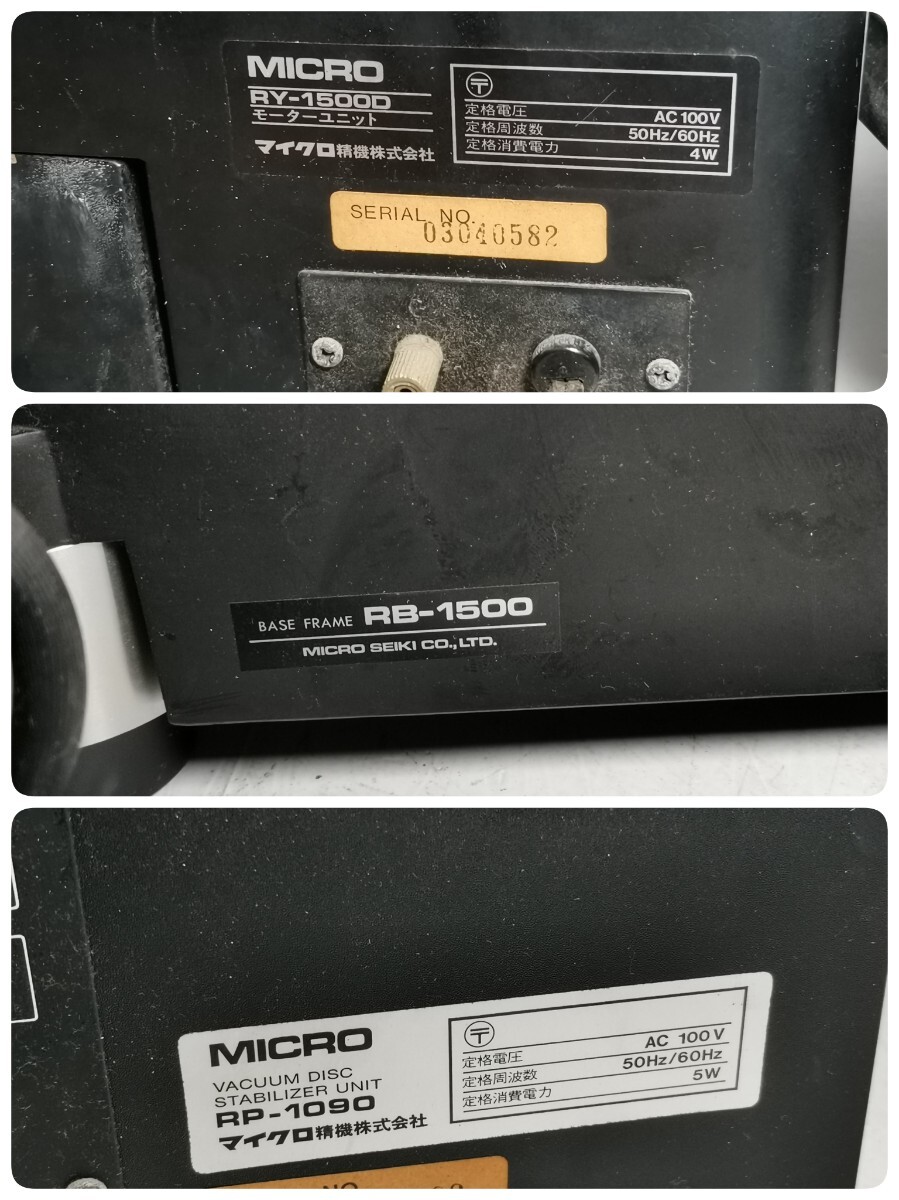 MICRO
RY-1500D
モーターユニット
マイクロ精機株式会社
〒
定格電圧 AC 100V
定格周波数 50Hz/60Hz
定格消費電力 4W
SERIAL NO.
03040582
BASE FRAME RB-1500
MICRO SEIKI CO.,LTD.
MICRO
VACUUM DISC
STABILIZER UNIT
RP-1090
マイクロ精機株式会社
〒
定格電圧 AC 100V
定格周波数 50Hz/60Hz
定格消費電力 5W
NO